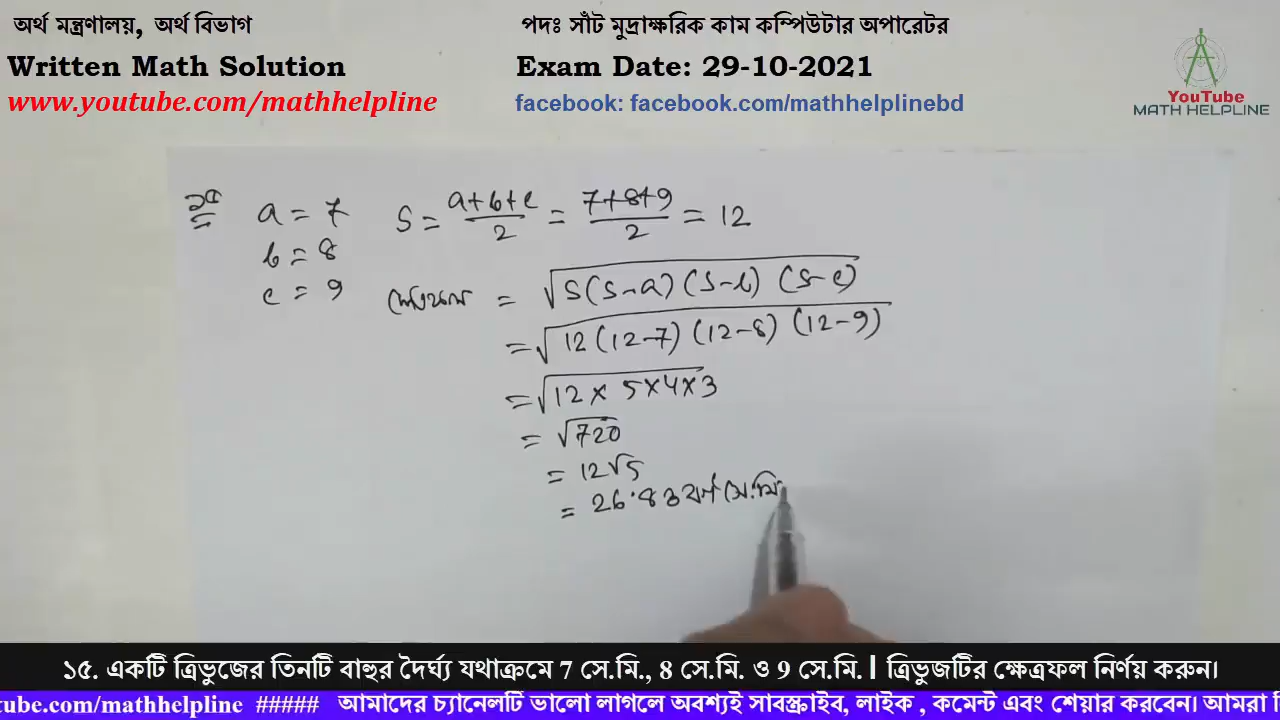 অর্থ মন্ত্রণালয়, অর্থ বিভাগ
পদঃ সাঁট মুদ্রাক্ষরিক কাম কম্পিউটার অপারেটর
Written Math Solution
Exam Date: 29-10-2021
www.youtube.com/mathhelpline
facebook: facebook.com/mathhelplinebd
YouTube
MATH HELPLINE
১৫
a = 7
S = a+b+c/2 = 7+8+9/2 = 12
b = 8
c = 9
ক্ষেত্রফল = √S(S-a)(S-b)(S-c)
= √12(12-7)(12-8)(12-9)
= √12×5×4×3
= √720
= 12√5
= 26.83 বর্গ সে.মি
১৫. একটি ত্রিভুজের তিনটি বাহুর দৈর্ঘ্য যথাক্রমে 7 সে.মি., 8 সে.মি. ও 9 সে.মি.। ত্রিভুজটির ক্ষেত্রফল নির্ণয় করুন।
tube.com/mathhelpline ##### আমাদের চ্যানেলটি ভালো লাগলে অবশ্যই সাবস্ক্রাইব, লাইক , কমেন্ট এবং শেয়ার করবেন। আমরা